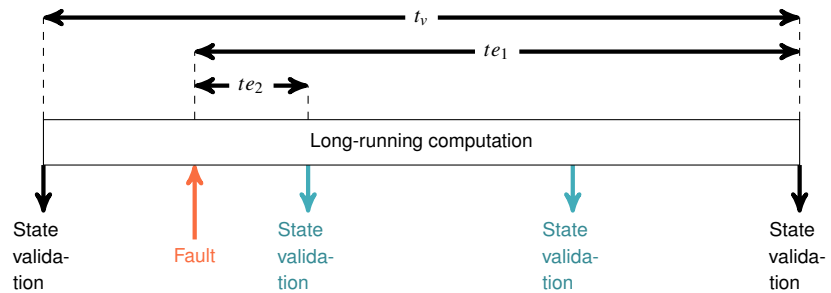 t_v
te_1
te_2
Long-running computation
State
valida-
tion
Fault
State
valida-
tion
State
valida-
tion
State
valida-
tion